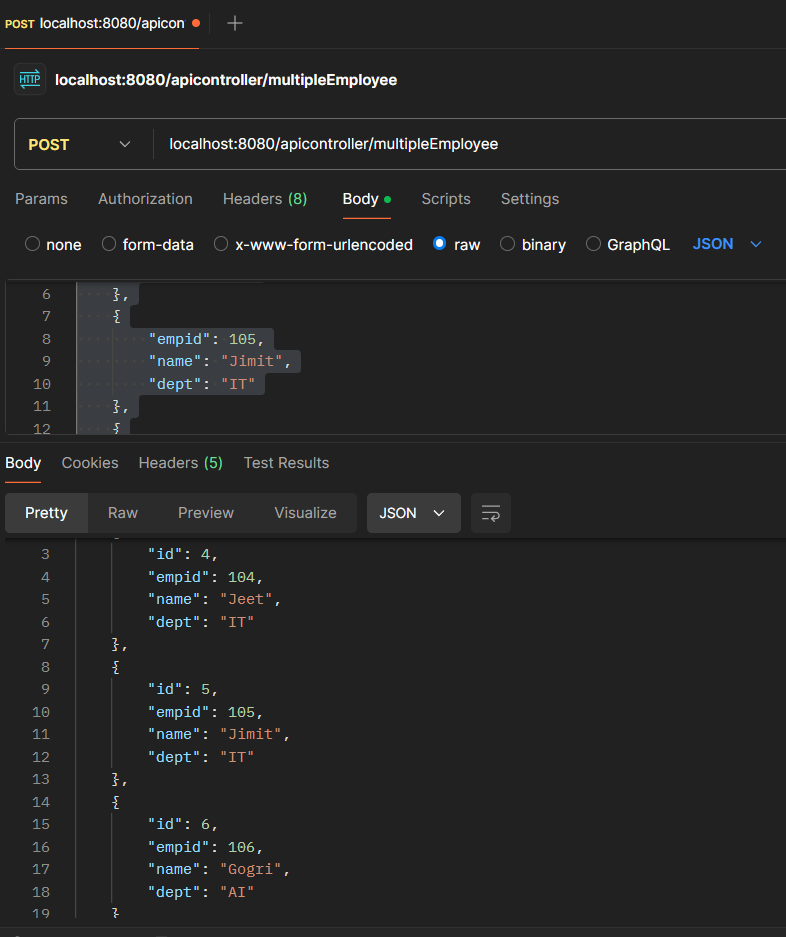 POST localhost:8080/apicon
HTTP localhost:8080/apicontroller/multipleEmployee
POST localhost:8080/apicontroller/multipleEmployee
Params Authorization Headers (8) Body Scripts Settings
none form-data x-www-form-urlencoded raw binary GraphQL JSON
6 },
7 {
8 "empid": 105,
9 "name": "Jimit",
10 "dept": "IT"
11 },
12 {
Body Cookies Headers (5) Test Results
Pretty Raw Preview Visualize JSON
3 "id": 4,
4 "empid": 104,
5 "name": "Jeet",
6 "dept": "IT"
7 },
8 {
9 "id": 5,
10 "empid": 105,
11 "name": "Jimit",
12 "dept": "IT"
13 },
14 {
15 "id": 6,
16 "empid": 106,
17 "name": "Gogri",
18 "dept": "AI"
19 }